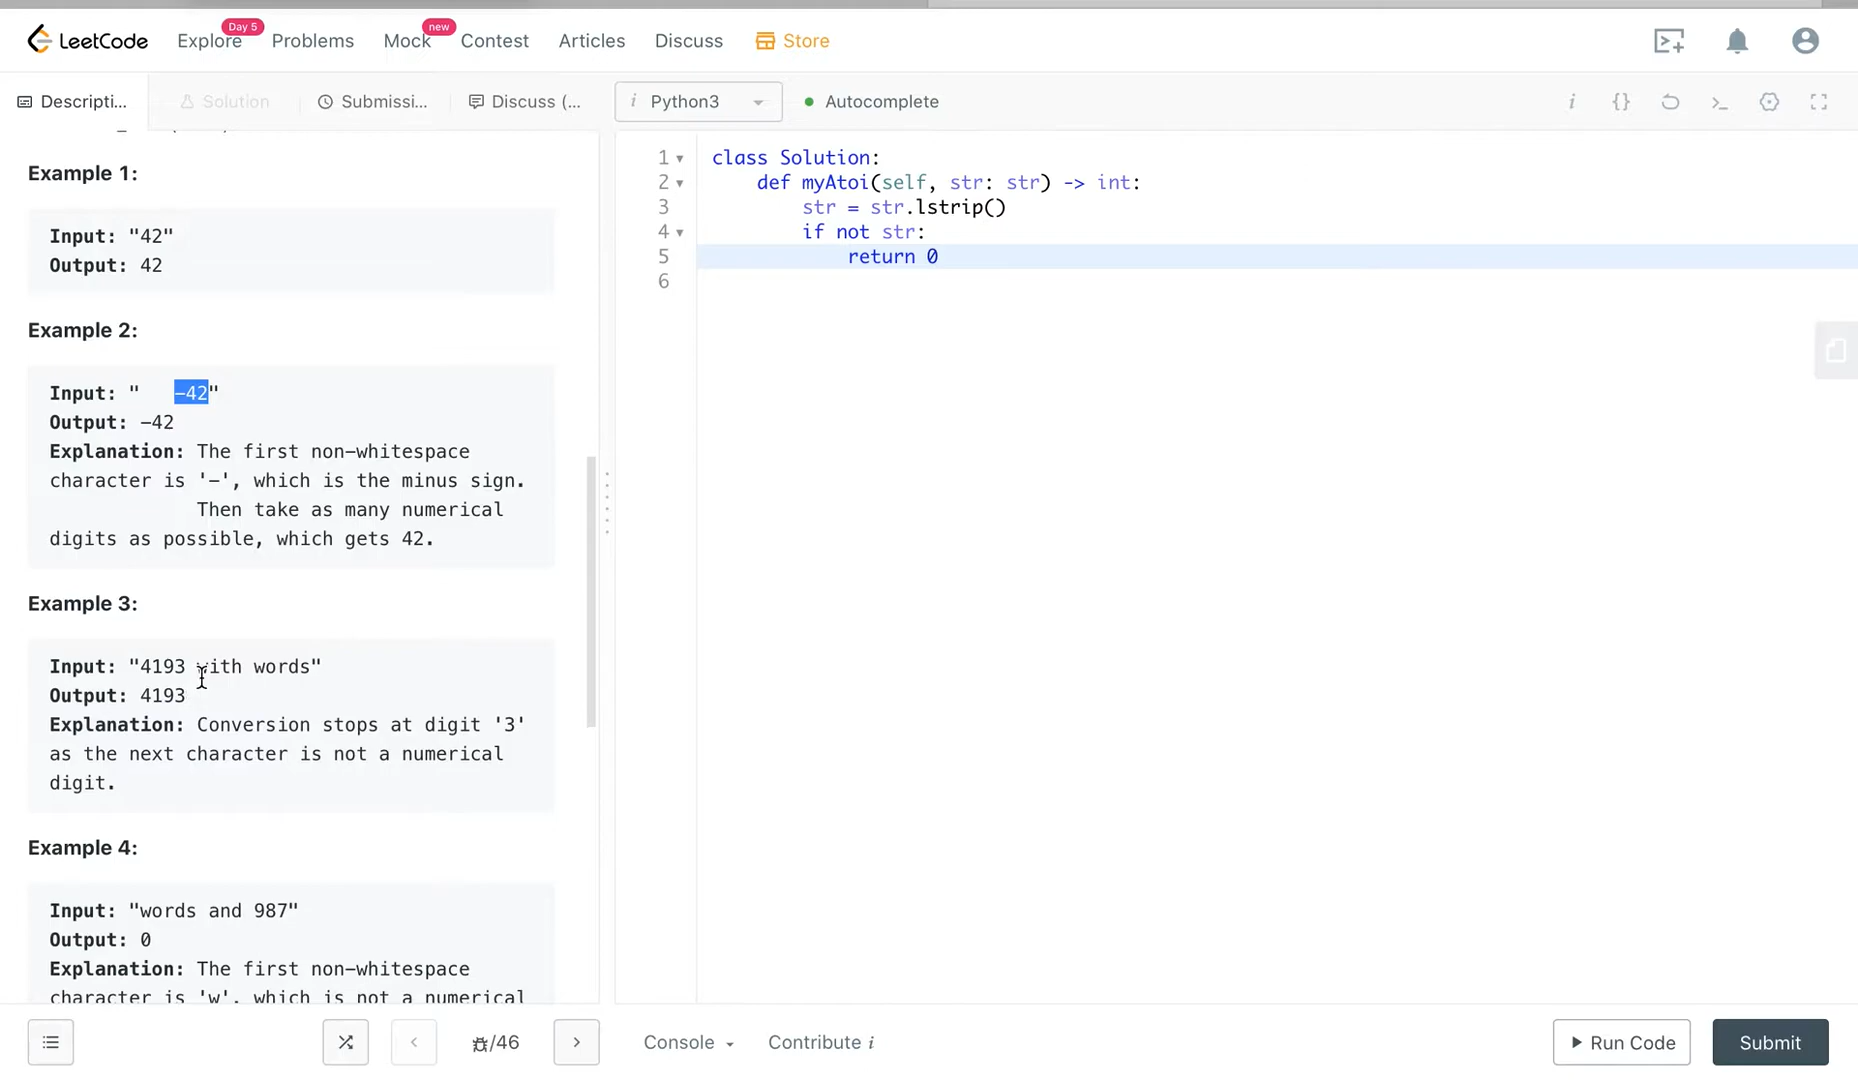 LeetCode Explore Day 5 Problems Mock new Contest Articles Discuss Store
Descripti... Solution Submissi... Discuss (...
Python3 Autocomplete
Example 1:
Input: "42"
Output: 42
Example 2:
Input: "   -42"
Output: -42
Explanation: The first non-whitespace
character is '-', which is the minus sign.
Then take as many numerical
digits as possible, which gets 42.
Example 3:
Input: "4193 with words"
Output: 4193
Explanation: Conversion stops at digit '3'
as the next character is not a numerical
digit.
Example 4:
Input: "words and 987"
Output: 0
Explanation: The first non-whitespace
character is 'w', which is not a numerical
1 class Solution:
2 def myAtoi(self, str: str) -> int:
3 str = str.lstrip()
4 if not str:
5 return 0
6
/46
Console Contribute i
Run Code Submit